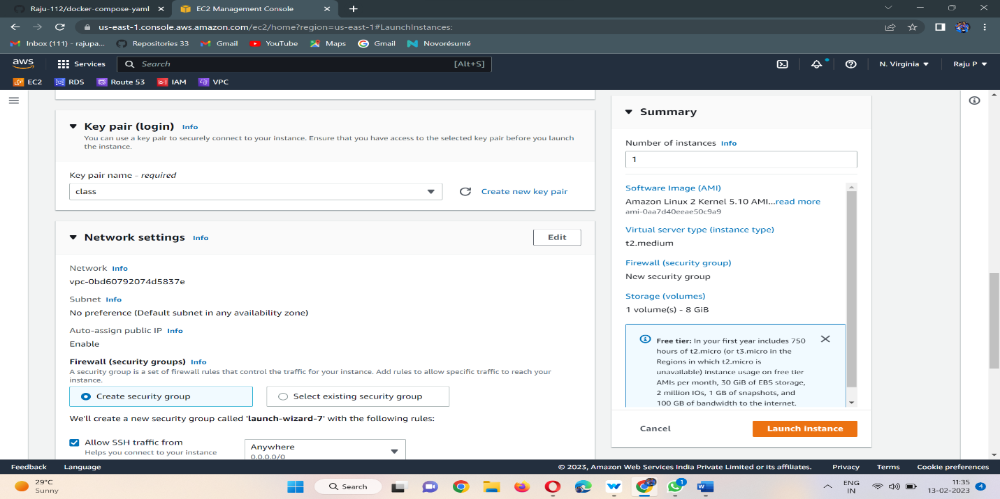 Raju-112/docker-compose-yaml
EC2 Management Console
us-east-1.console.aws.amazon.com/ec2/home?region=us-east-1#LaunchInstances:
Inbox (111) - rajupa...
Repositories 33
Gmail
YouTube
Maps
Gmail
Novorésumé
aws
Services
Search
[Alt+S]
N. Virginia
Raju P
EC2
RDS
Route 53
IAM
VPC
Key pair (login) Info
You can use a key pair to securely connect to your instance. Ensure that you have access to the selected key pair before you launch
the instance.
Key pair name - required
class
Create new key pair
Network settings Info
Edit
Network Info
vpc-0bd60792074d5837e
Subnet Info
No preference (Default subnet in any availability zone)
Auto-assign public IP Info
Enable
Firewall (security groups) Info
A security group is a set of firewall rules that control the traffic for your instance. Add rules to allow specific traffic to reach your
instance.
Create security group
Select existing security group
We'll create a new security group called 'launch-wizard-7' with the following rules:
Allow SSH traffic from
Helps you connect to your instance
Anywhere
0.0.0.0/0
Summary
Number of instances Info
1
Software Image (AMI)
Amazon Linux 2 Kernel 5.10 AMI...read more
ami-0aa7d40eeae50c9a9
Virtual server type (instance type)
t2.medium
Firewall (security group)
New security group
Storage (volumes)
1 volume(s) - 8 GiB
Free tier: In your first year includes 750
hours of t2.micro (or t3.micro in the
Regions in which t2.micro is
unavailable) instance usage on free tier
AMIs per month, 30 GiB of EBS storage,
2 million IOs, 1 GB of snapshots, and
100 GB of bandwidth to the internet.
Cancel
Launch instance
Feedback
Language
© 2023, Amazon Web Services India Private Limited or its affiliates.
Privacy
Terms
Cookie preferences
29°C
Sunny
Search
1
W
ENG
IN
11:35
13-02-2023
4